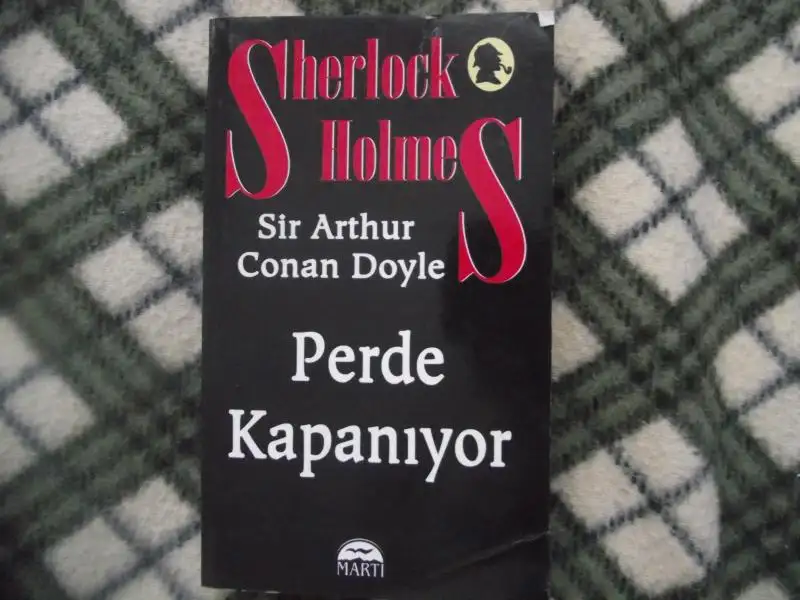 Sherlock
Holmes
Sir Arthur
Conan Doyle
Perde
Kapanıyor
MARTI